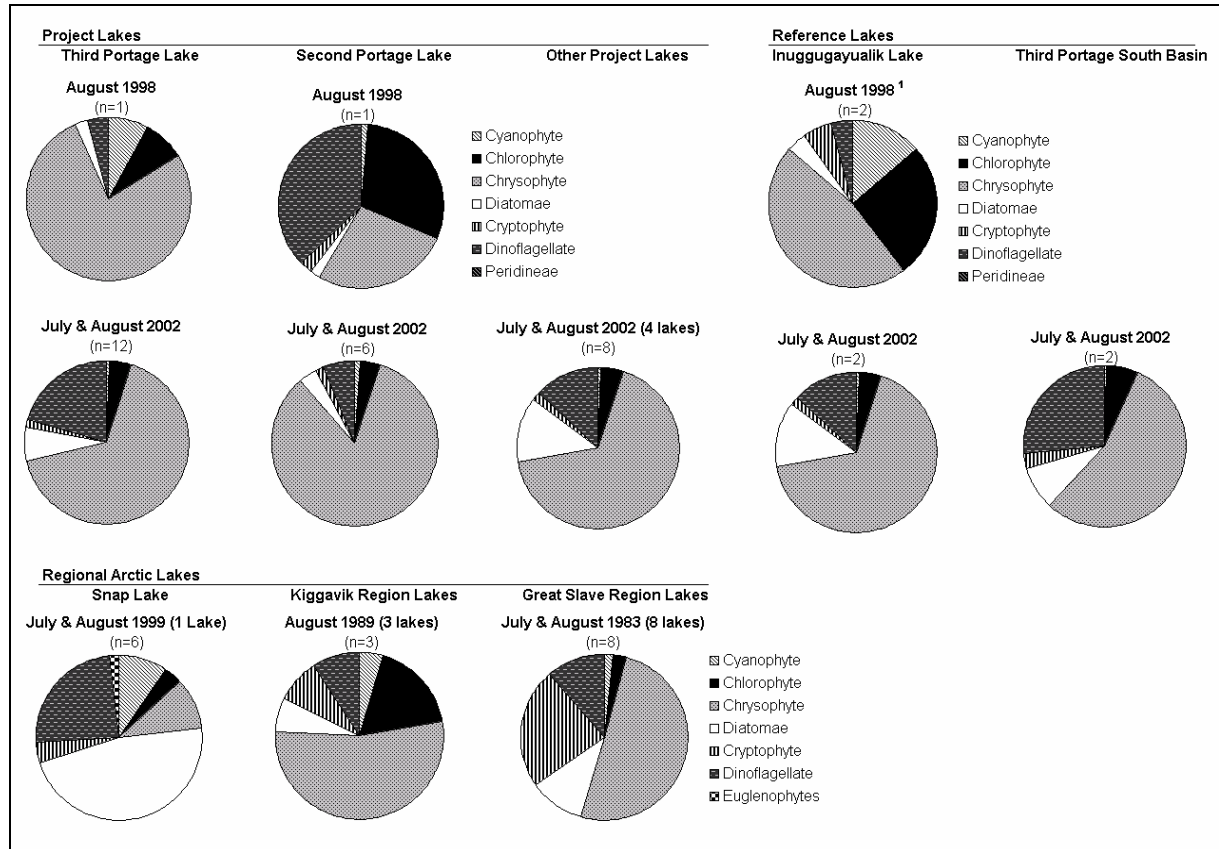 Project Lakes
Reference Lakes
Third Portage Lake
Second Portage Lake
Other Project Lakes
Inuggugayualik Lake
Third Portage South Basin
August 1998
(n=1)
August 1998
(n=1)
Cyanophyte
Chlorophyte
Chrysophyte
Diatomae
Cryptophyte
Dinoflagellate
Peridineae
August 1998 ¹
(n=2)
Cyanophyte
Chlorophyte
Chrysophyte
Diatomae
Cryptophyte
Dinoflagellate
Peridineae
July & August 2002
(n=12)
July & August 2002
(n=6)
July & August 2002 (4 lakes)
(n=8)
July & August 2002
(n=2)
July & August 2002
(n=2)
Regional Arctic Lakes
Snap Lake
Kiggavik Region Lakes
Great Slave Region Lakes
July & August 1999 (1 Lake)
(n=6)
August 1989 (3 lakes)
(n=3)
July & August 1983 (8 lakes)
(n=8)
Cyanophyte
Chlorophyte
Chrysophyte
Diatomae
Cryptophyte
Dinoflagellate
Euglenophytes